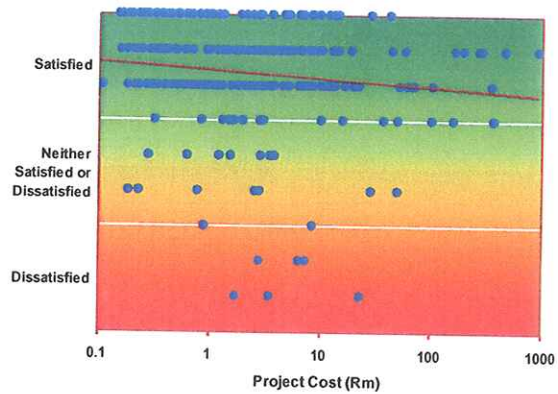 Satisfied
Neither
Satisfied or
Dissatisfied
Dissatisfied
0.1 1 10 100 1000
Project Cost (Rm)